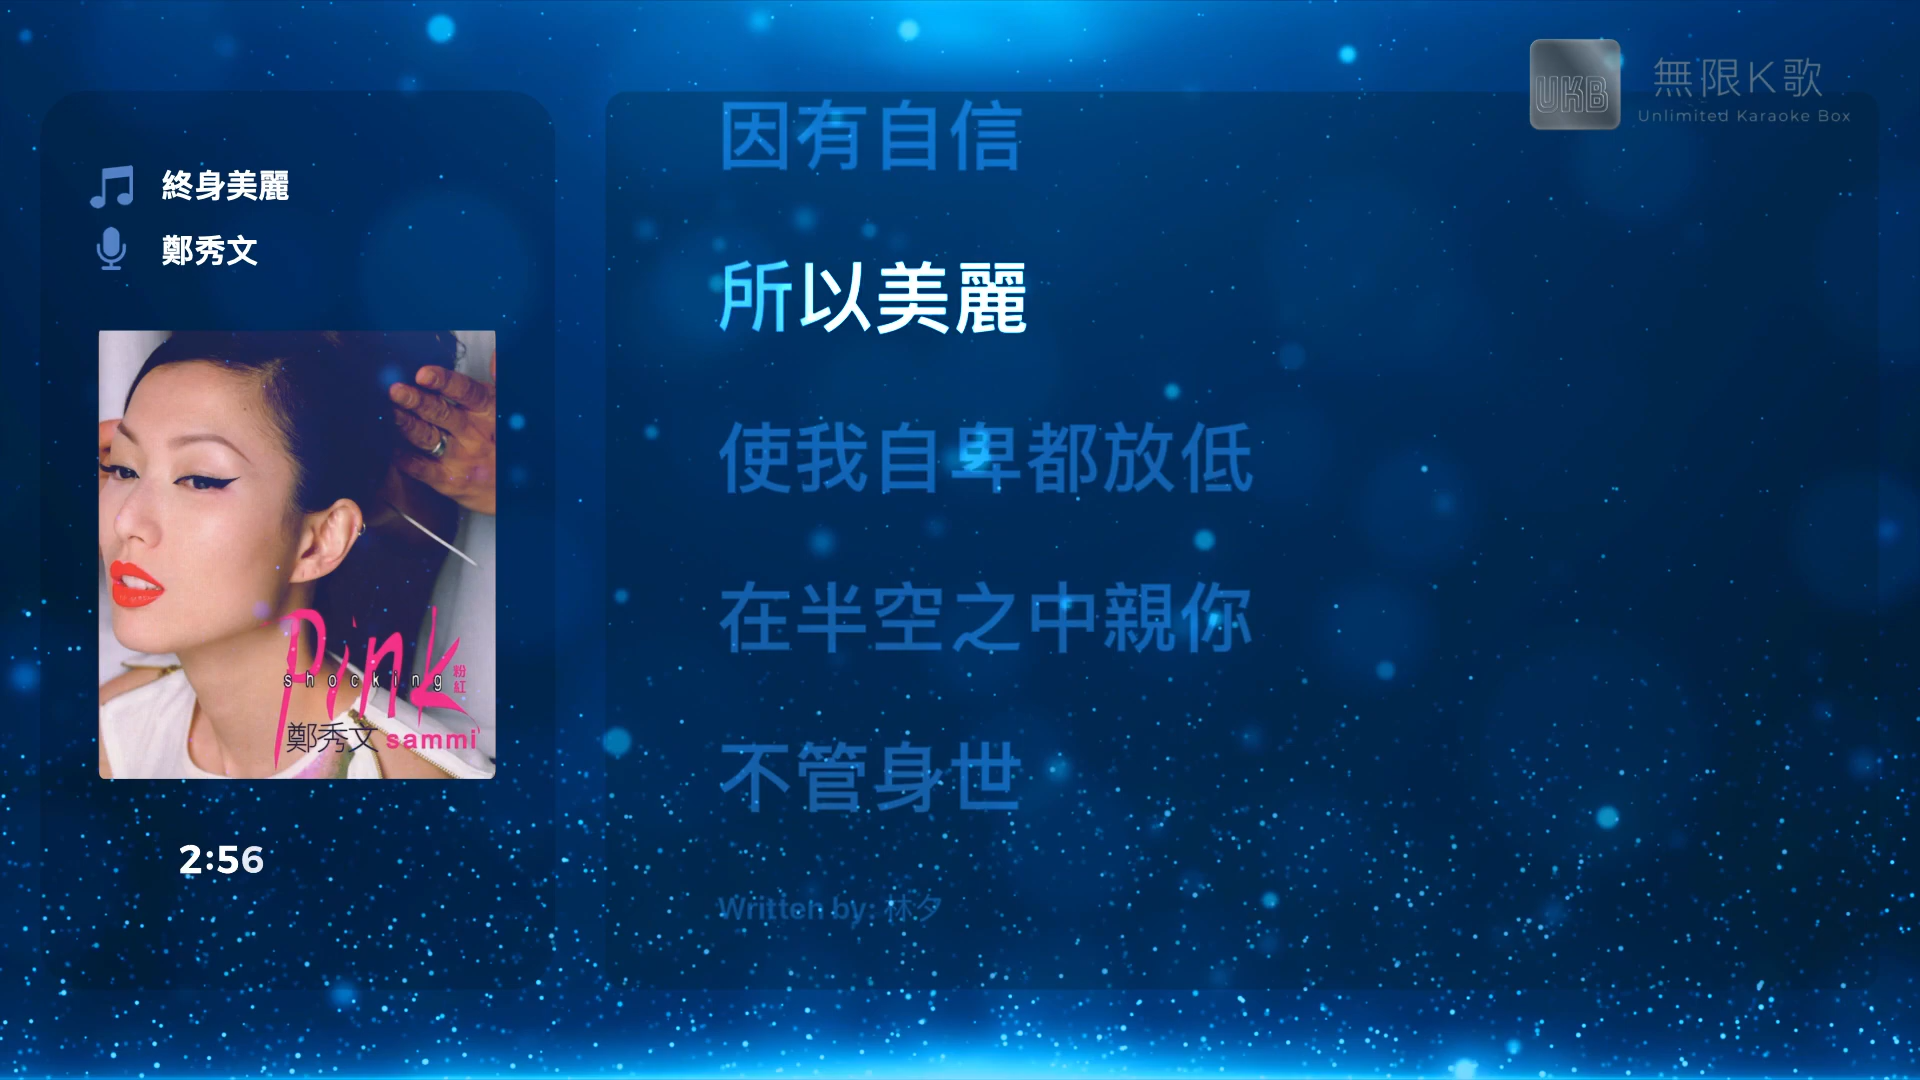 終身美麗
鄭秀文
Pink
shocking
粉紅
鄭秀文 sammi
2:56
UKB
無限K歌
Unlimited Karaoke Box
因有自信
所以美麗
使我自卑都放低
在半空之中親你
不管身世
Written by: 林夕